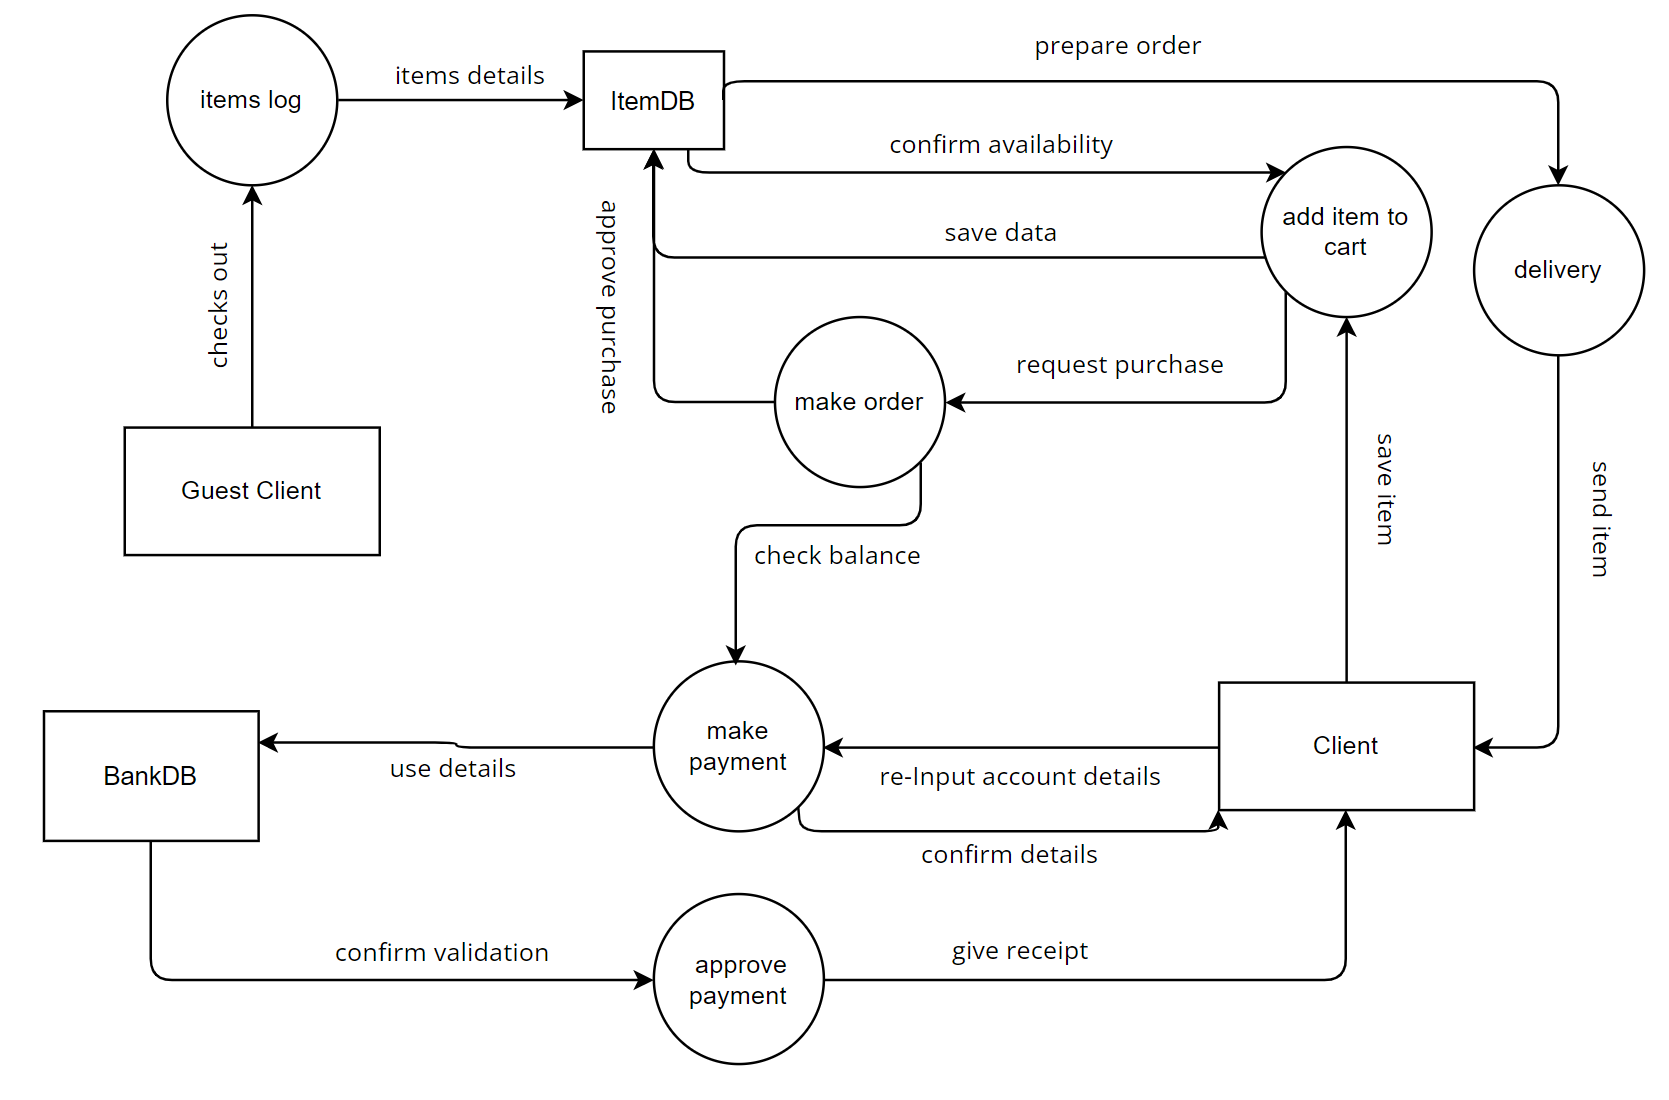 prepare order
items details
items log
ItemDB
confirm availability
add item to
cart
save data
delivery
checks out
approve purchase
request purchase
make order
Guest Client
save item
send item
check balance
make
payment
Client
BankDB
use details
re-Input account details
confirm details
confirm validation
give receipt
approve
payment